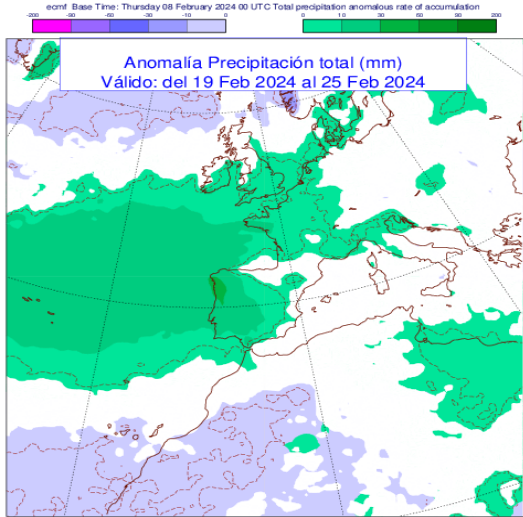 ecmf Base Time: Thursday 08 February 2024 00 UTC Total precipitation anomalous rate of accumulation
-200 -90 -60 -30 -10 0 0 10 30 60 90 200
Anomalía Precipitación total (mm)
Válido: del 19 Feb 2024 al 25 Feb 2024